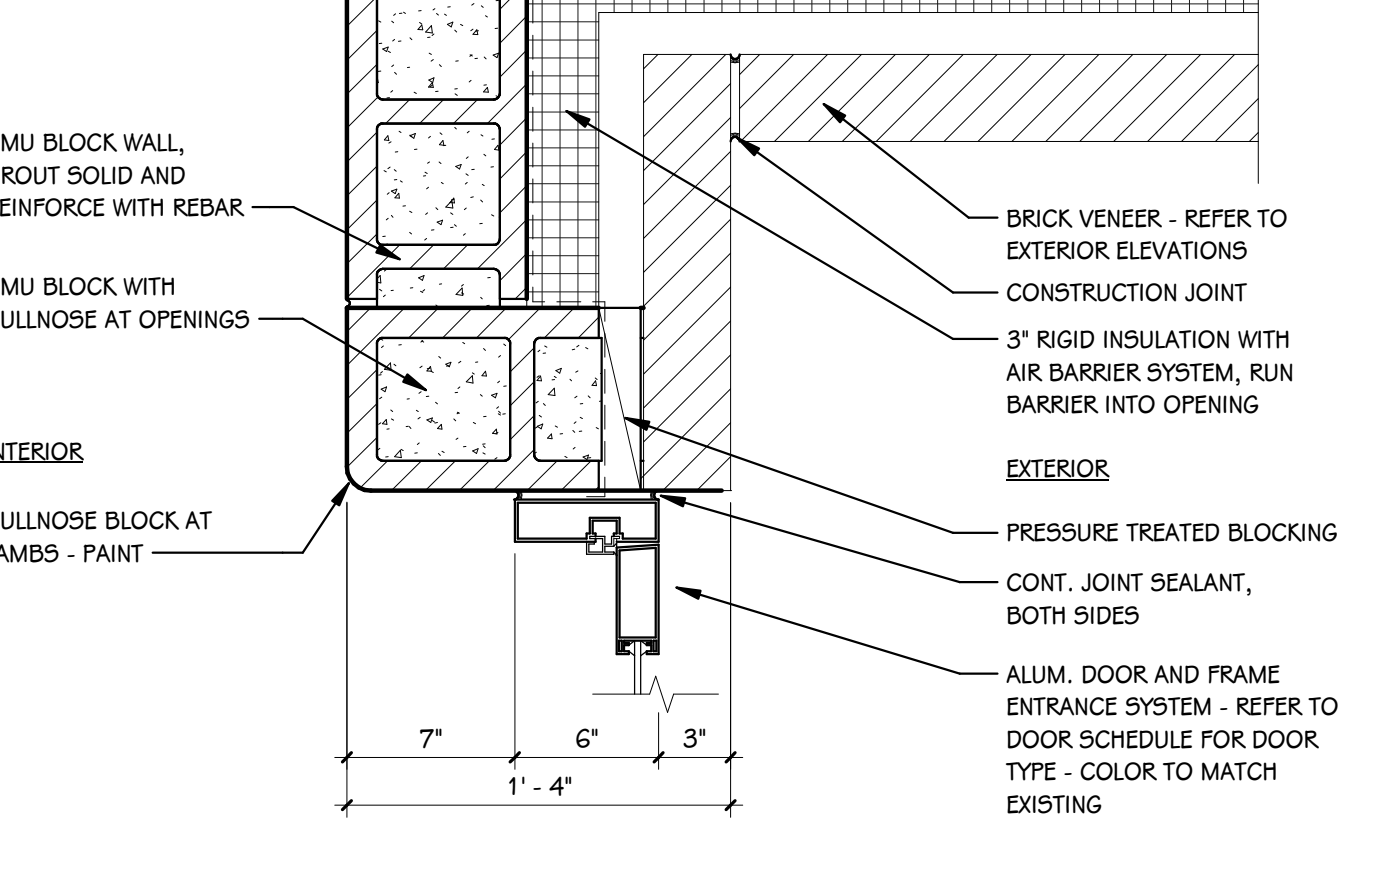 MU BLOCK WALL,
ROUT SOLID AND
EINFORCE WITH REBAR
MU BLOCK WITH
ULLNOSE AT OPENINGS
NTERIOR
ULLNOSE BLOCK AT
AMBS - PAINT
BRICK VENEER - REFER TO
EXTERIOR ELEVATIONS
CONSTRUCTION JOINT
3" RIGID INSULATION WITH
AIR BARRIER SYSTEM, RUN
BARRIER INTO OPENING
EXTERIOR
PRESSURE TREATED BLOCKING
CONT. JOINT SEALANT,
BOTH SIDES
ALUM. DOOR AND FRAME
ENTRANCE SYSTEM - REFER TO
DOOR SCHEDULE FOR DOOR
TYPE - COLOR TO MATCH
EXISTING
7" 6" 3"
1' - 4"